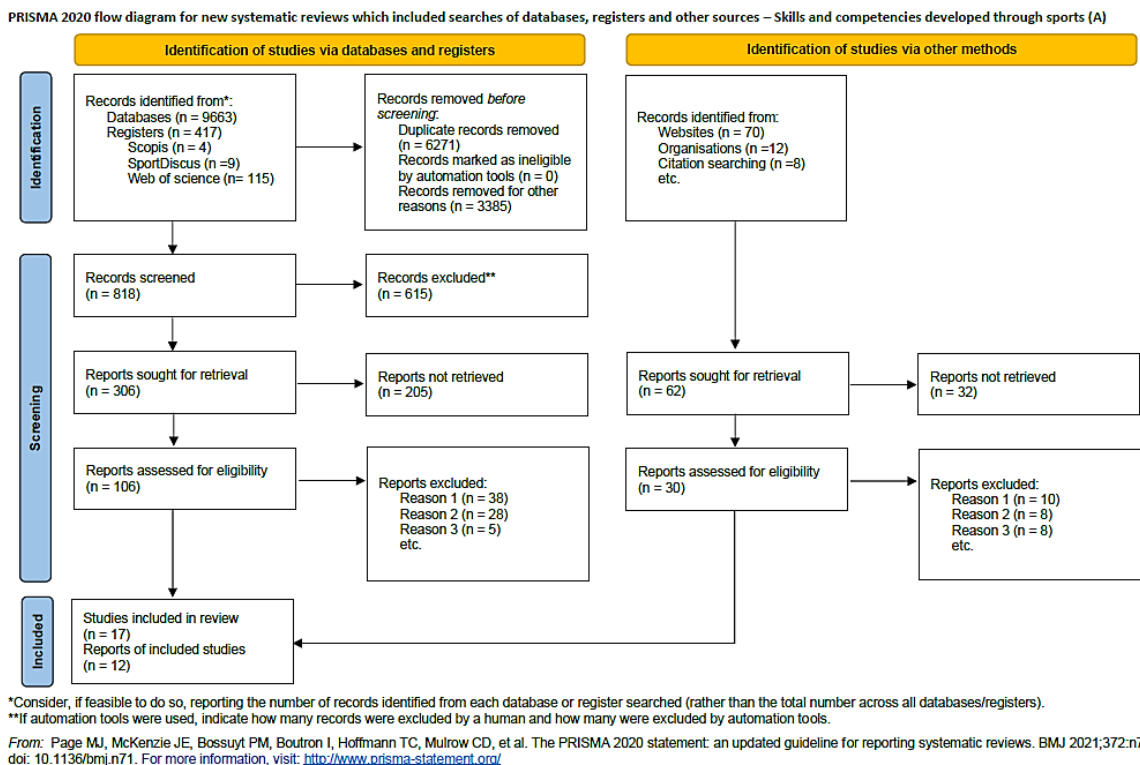 PRISMA 2020 flow diagram for new systematic reviews which included searches of databases, registers and other sources – Skills and competencies developed through sports (A)
Identification of studies via databases and registers
Identification of studies via other methods
Identification
Records identified from*:
Databases (n = 9663)
Registers (n = 417)
Scopis (n = 4)
SportDiscus (n =9)
Web of science (n= 115)
Records removed before
screening:
Duplicate records removed
(n = 6271)
Records marked as ineligible
by automation tools (n = 0)
Records removed for other
reasons (n = 3385)
Records identified from:
Websites (n = 70)
Organisations (n =12)
Citation searching (n =8)
etc.
Screening
Records screened
(n = 818)
Records excluded**
(n = 615)
Reports sought for retrieval
(n = 306)
Reports not retrieved
(n = 205)
Reports sought for retrieval
(n = 62)
Reports not retrieved
(n = 32)
Reports assessed for eligibility
(n = 106)
Reports excluded:
Reason 1 (n = 38)
Reason 2 (n = 28)
Reason 3 (n = 5)
etc.
Reports assessed for eligibility
(n = 30)
Reports excluded:
Reason 1 (n = 10)
Reason 2 (n = 8)
Reason 3 (n = 8)
etc.
Included
Studies included in review
(n = 17)
Reports of included studies
(n = 12)
*Consider, if feasible to do so, reporting the number of records identified from each database or register searched (rather than the total number across all databases/registers).
**If automation tools were used, indicate how many records were excluded by a human and how many were excluded by automation tools.
From: Page MJ, McKenzie JE, Bossuyt PM, Boutron I, Hoffmann TC, Mulrow CD, et al. The PRISMA 2020 statement: an updated guideline for reporting systematic reviews. BMJ 2021;372:n7
doi: 10.1136/bmj.n71. For more information, visit: http://www.prisma-statement.org/